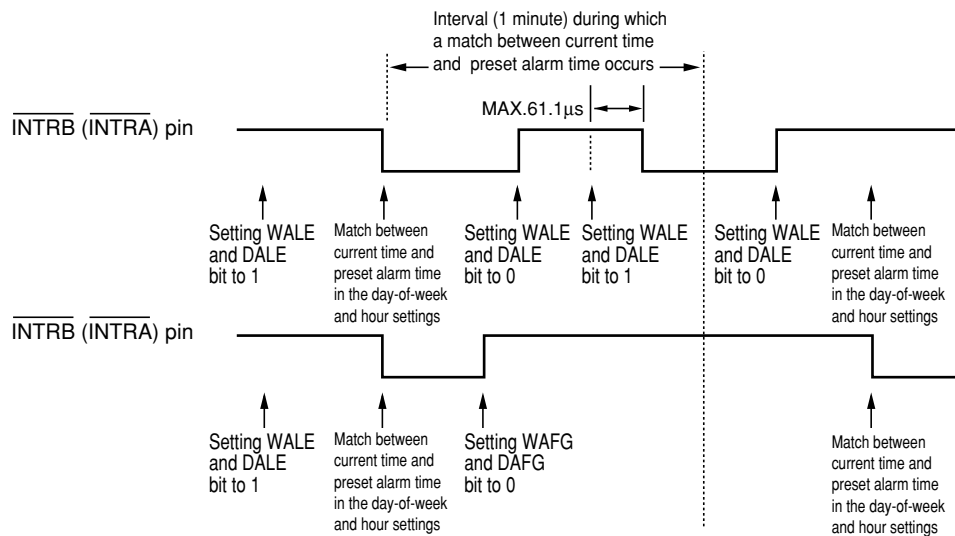 Interval (1 minute) during which
a match between current time
and preset alarm time occurs
MAX.61.1μs
INTRB (INTRA) pin
Setting WALE
and DALE
bit to 1
Match between
current time and
preset alarm time
in the day-of-week
and hour settings
Setting WALE
and DALE
bit to 0
Setting WALE
and DALE
bit to 1
Setting WALE
and DALE
bit to 0
Match between
current time and
preset alarm time
in the day-of-week
and hour settings
INTRB (INTRA) pin
Setting WALE
and DALE
bit to 1
Match between
current time and
preset alarm time
in the day-of-week
and hour settings
Setting WAFG
and DAFG
bit to 0
Match between
current time and
preset alarm time
in the day-of-week
and hour settings